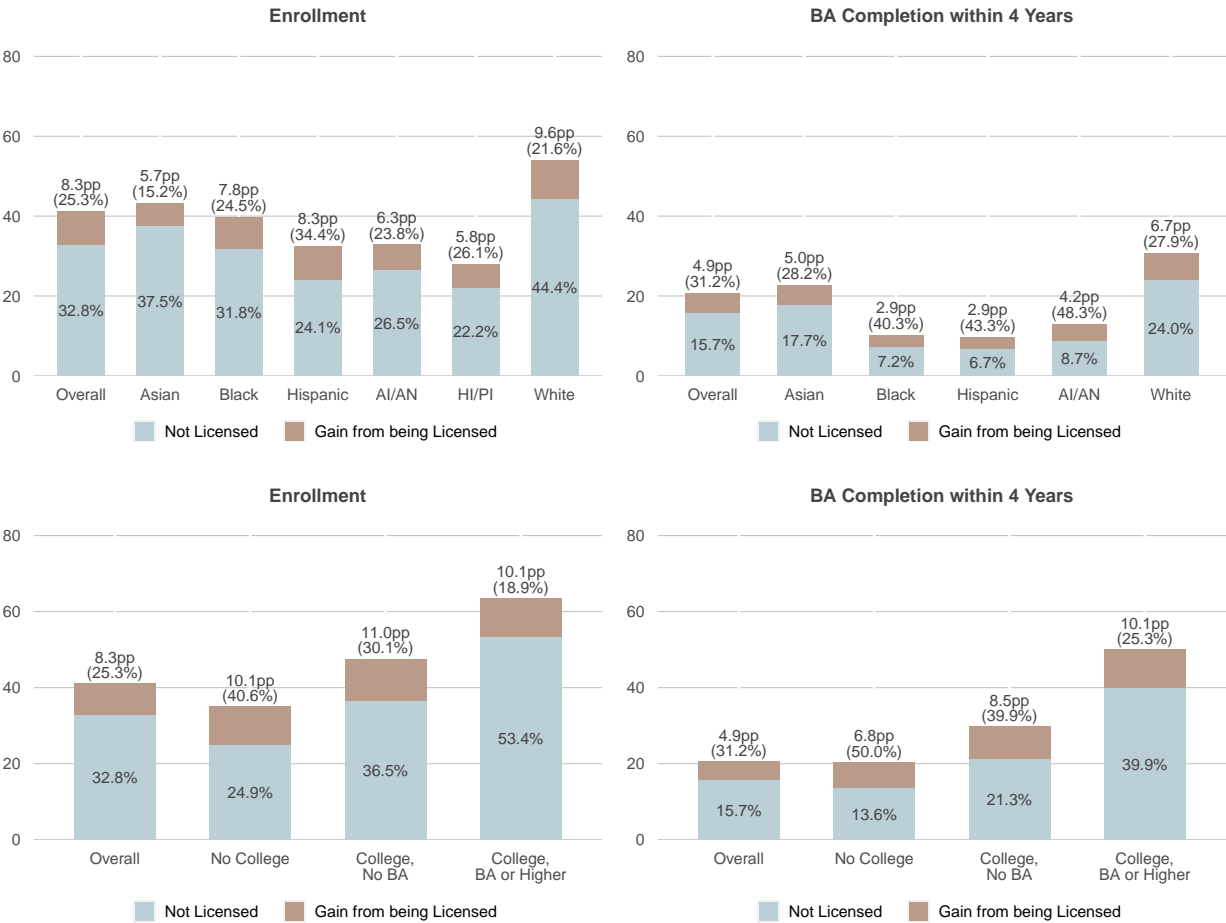 Enrollment
80
60
40
20
0
8.3pp
(25.3%)
32.8%
5.7pp
(15.2%)
37.5%
7.8pp
(24.5%)
31.8%
8.3pp
(34.4%)
24.1%
6.3pp
(23.8%)
26.5%
5.8pp
(26.1%)
22.2%
9.6pp
(21.6%)
44.4%
Overall Asian Black Hispanic AI/AN HI/PI White
Not Licensed Gain from being Licensed
BA Completion within 4 Years
80
60
40
20
0
4.9pp
(31.2%)
15.7%
5.0pp
(28.2%)
17.7%
2.9pp
(40.3%)
7.2%
2.9pp
(43.3%)
6.7%
4.2pp
(48.3%)
8.7%
6.7pp
(27.9%)
24.0%
Overall Asian Black Hispanic AI/AN White
Not Licensed Gain from being Licensed
Enrollment
80
60
40
20
0
8.3pp
(25.3%)
32.8%
10.1pp
(40.6%)
24.9%
11.0pp
(30.1%)
36.5%
10.1pp
(18.9%)
53.4%
Overall
No College
College,
No BA
College,
BA or Higher
Not Licensed Gain from being Licensed
BA Completion within 4 Years
80
60
40
20
0
4.9pp
(31.2%)
15.7%
6.8pp
(50.0%)
13.6%
8.5pp
(39.9%)
21.3%
10.1pp
(25.3%)
39.9%
Overall
No College
College,
No BA
College,
BA or Higher
Not Licensed Gain from being Licensed